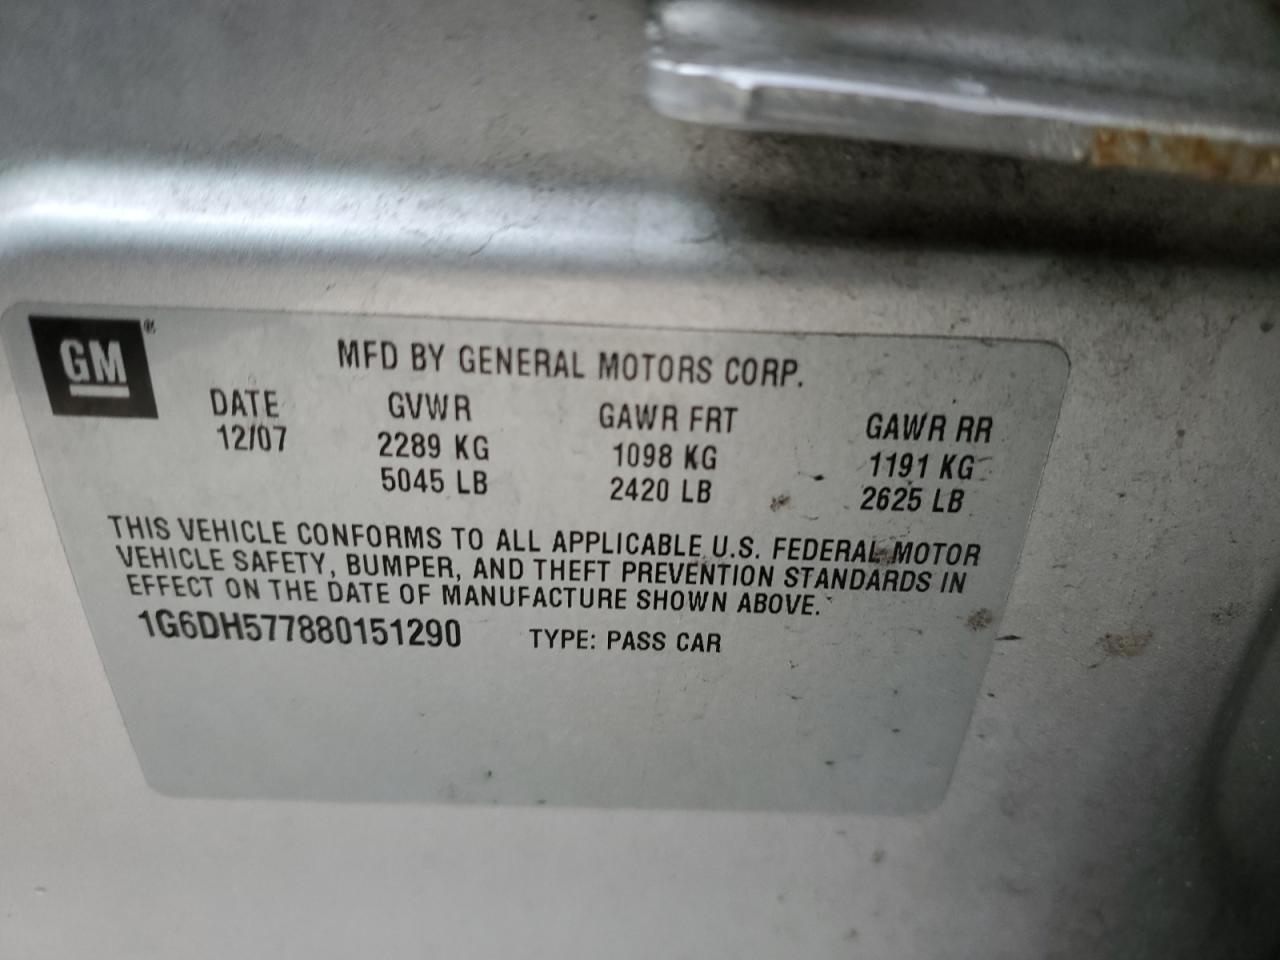 GM ®
MFD BY GENERAL MOTORS CORP.
DATE GVWR GAWR FRT GAWR RR
12/07 2289 KG 1098 KG 1191 KG
5045 LB 2420 LB 2625 LB
THIS VEHICLE CONFORMS TO ALL APPLICABLE U.S. FEDERAL MOTOR
VEHICLE SAFETY, BUMPER, AND THEFT PREVENTION STANDARDS IN
EFFECT ON THE DATE OF MANUFACTURE SHOWN ABOVE.
1G6DH577880151290 TYPE: PASS CAR